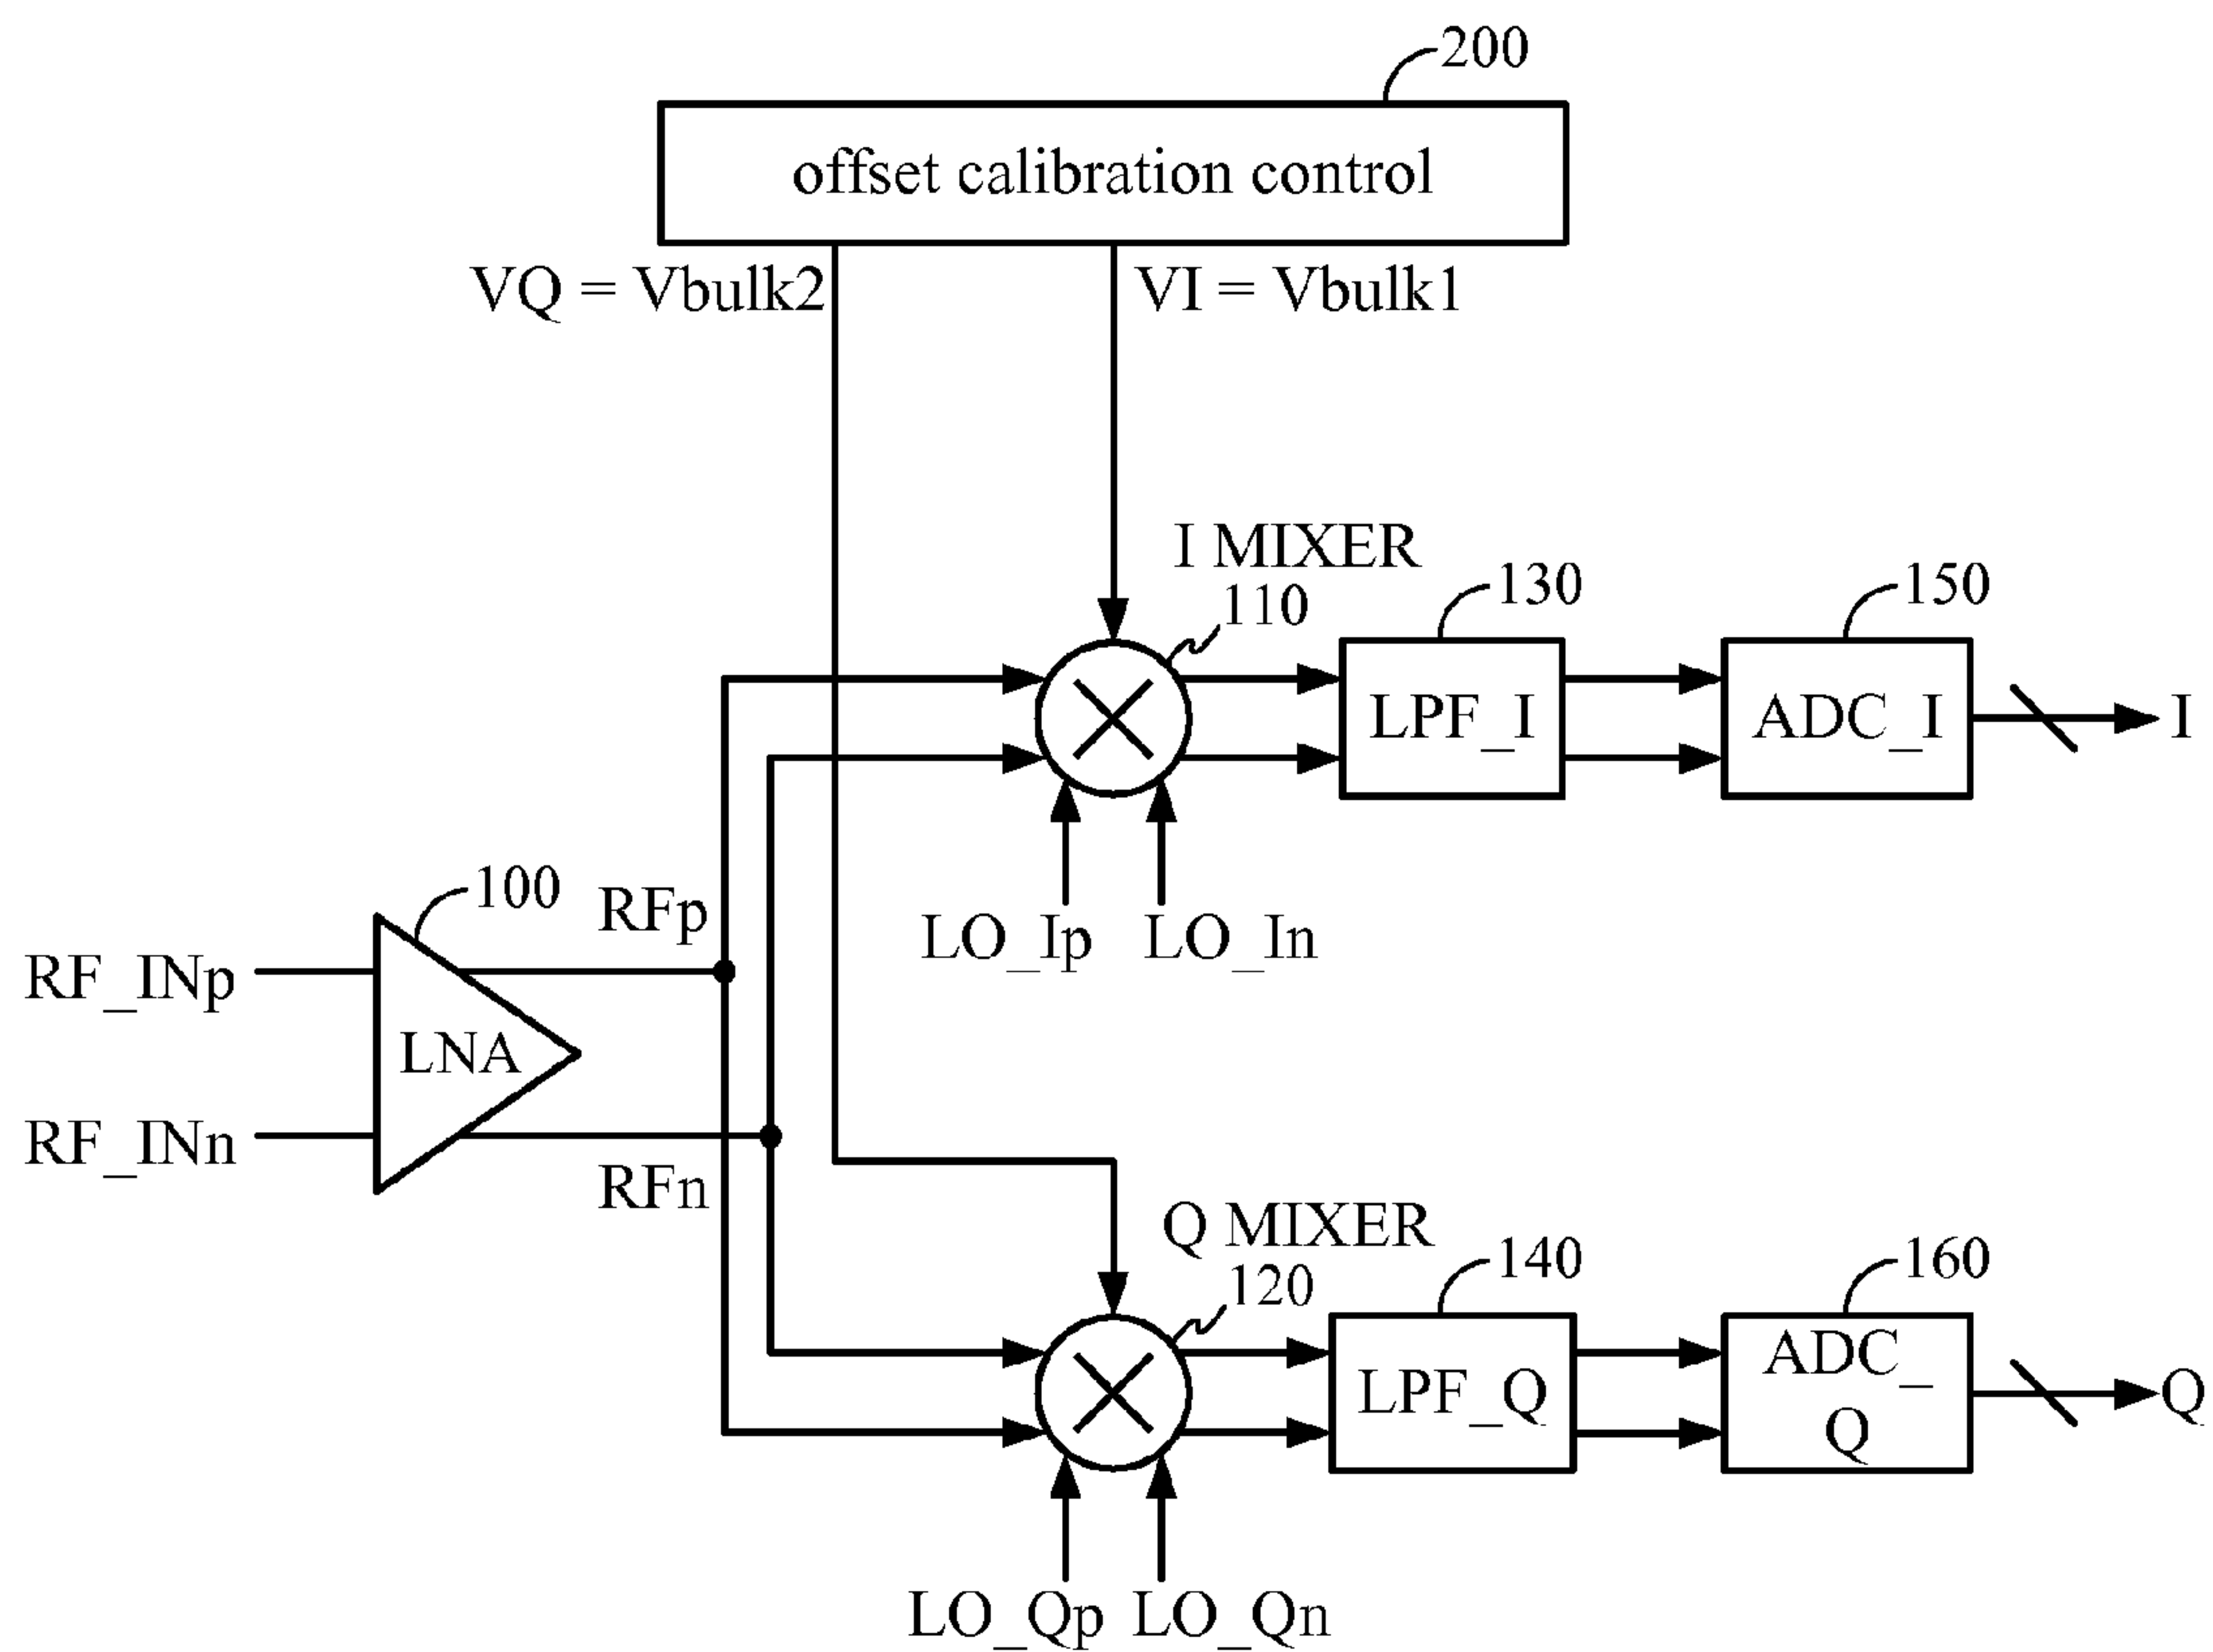 200
offset calibration control
VQ = Vbulk2
VI = Vbulk1
I MIXER
110
130
150
LPF_I
ADC_I
I
LO_Ip
LO_In
100
RFp
RF_INp
LNA
RF_INn
RFn
Q MIXER
120
140
160
LPF_Q
ADC_
Q
Q
LO_Qp
LO_Qn